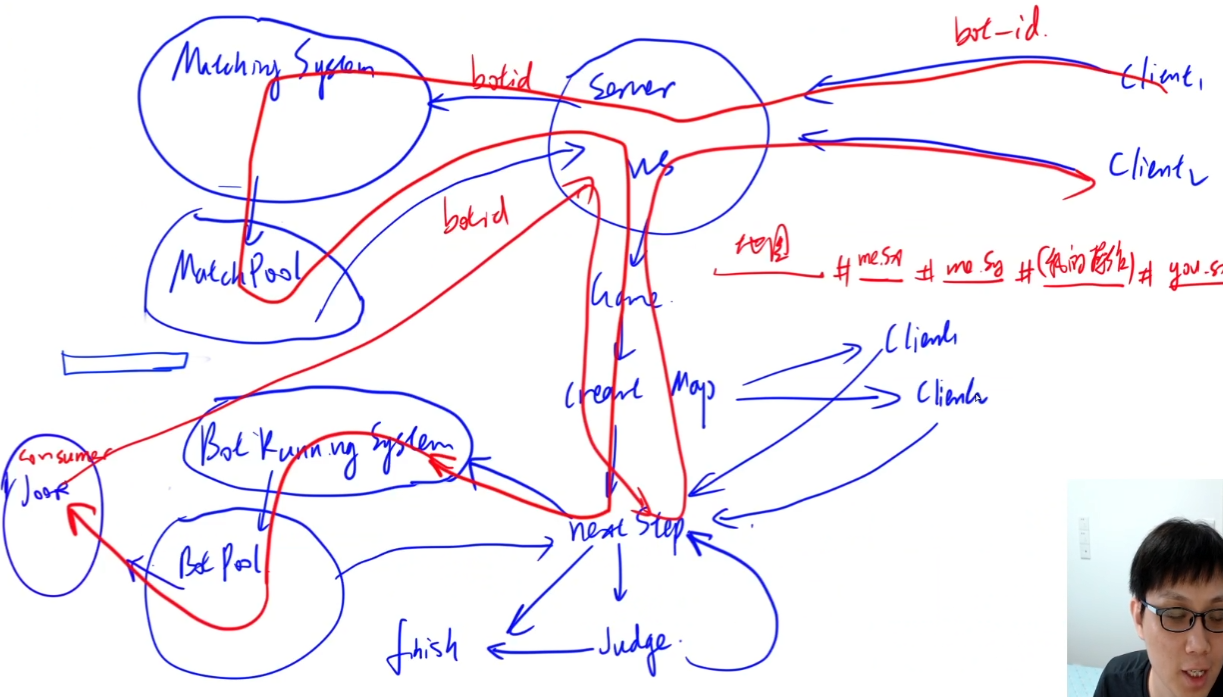 bot-id.
Matching System
botid
Server
Client1
ws
Client2
botid
MatchPool
地图 # me.sx # me.sy # (我的操作) # you.s
Game.
Client1
Create Map
Client2
Bot Running System
Consumer
Joor
next Step
Bot Pool
finish
Judge.